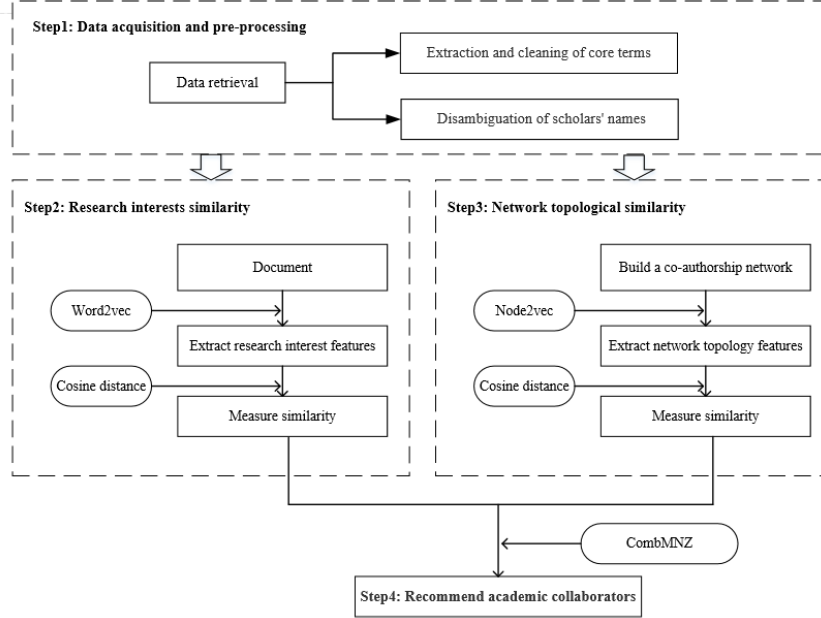 Step1: Data acquisition and pre-processing
Extraction and cleaning of core terms
Data retrieval
Disambiguation of scholars' names
Step2: Research interests similarity
Document
Word2vec
Extract research interest features
Cosine distance
Measure similarity
Step3: Network topological similarity
Build a co-authorship network
Node2vec
Extract network topology features
Cosine distance
Measure similarity
CombMNZ
Step4: Recommend academic collaborators